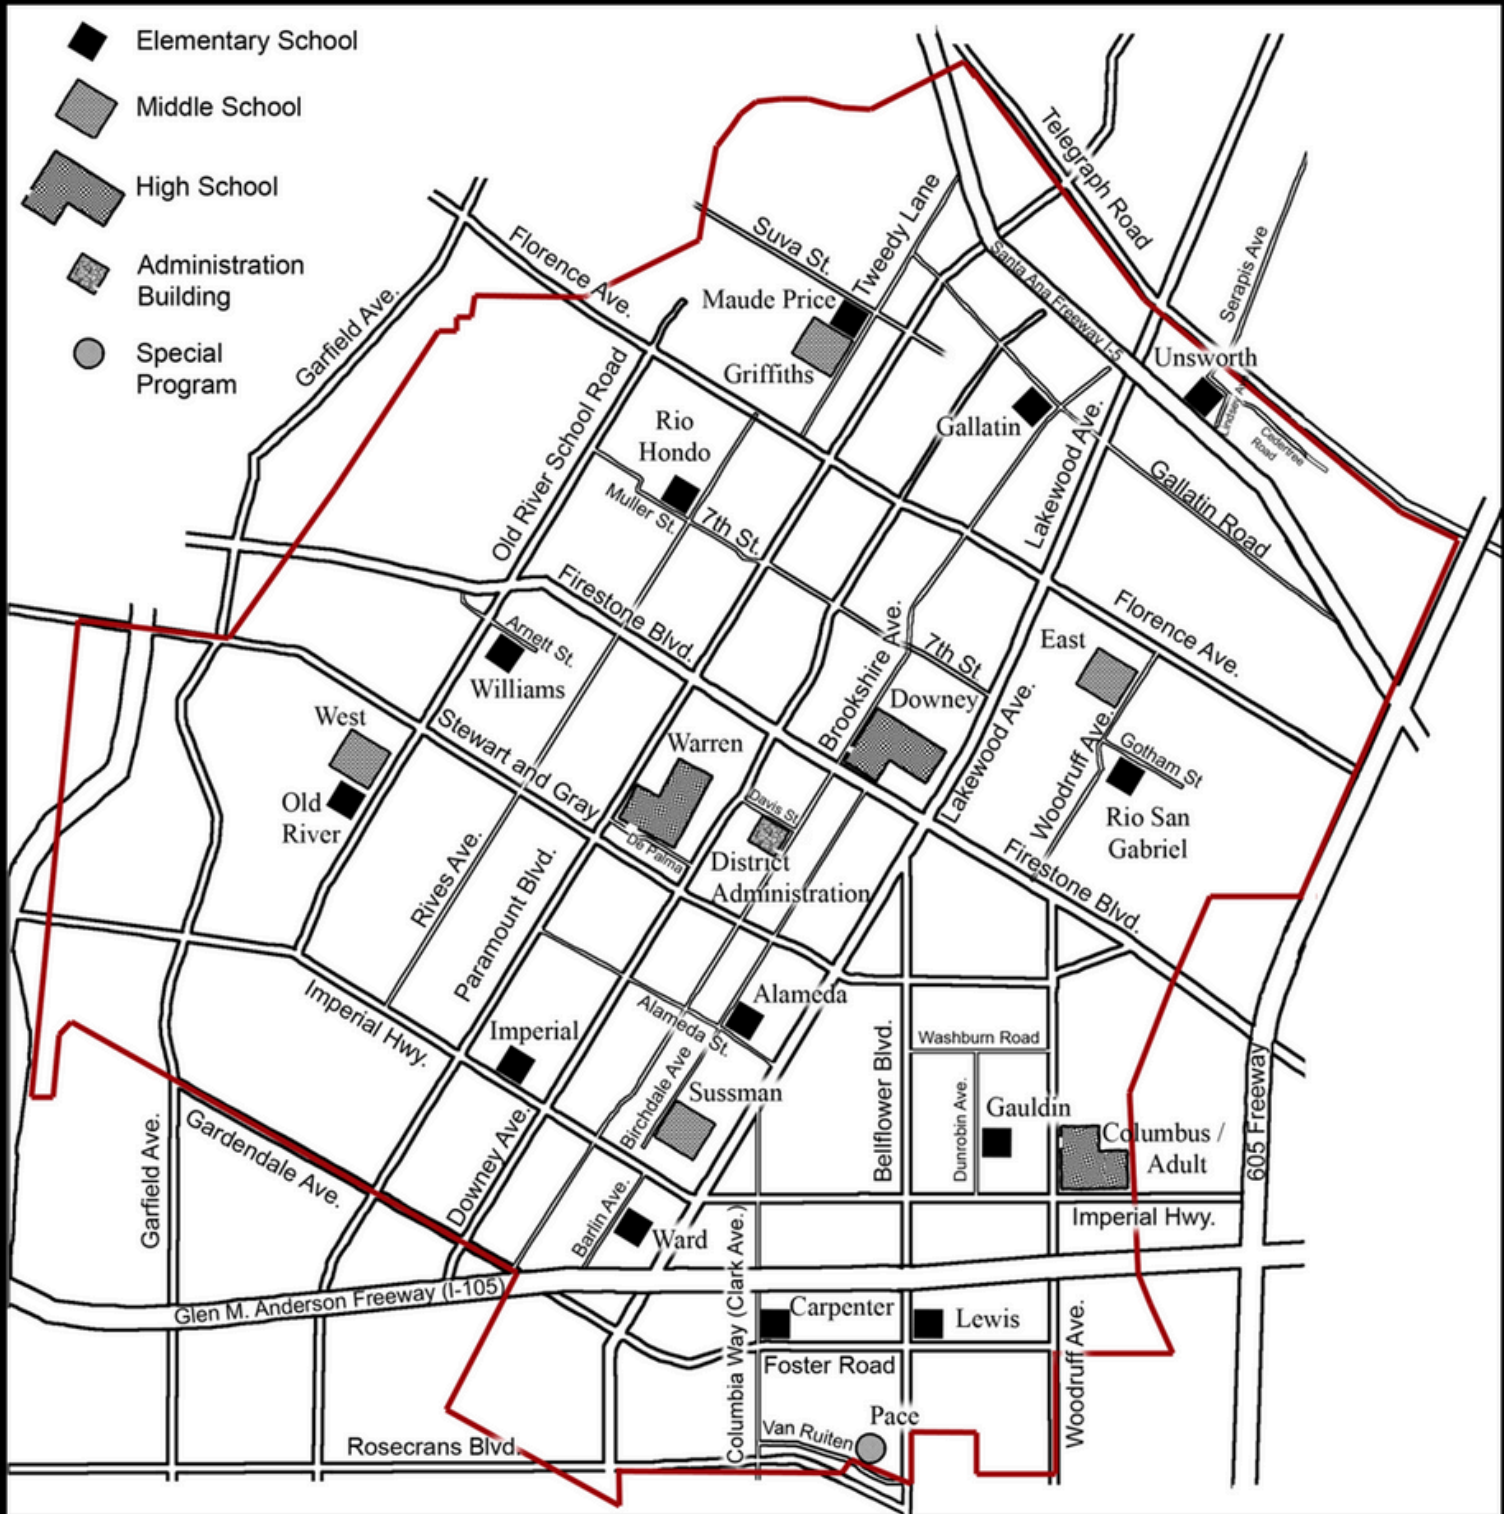 Elementary School
Middle School
High School
Administration
Building
Special
Program
Telegraph Road
Serapis Ave
Tweedy Lane
Suva St.
Florence Ave.
Garfield Ave.
Santa Ana Freeway I-5
Maude Price
Griffiths
Unsworth
Lindsey A
Cedertree
Road
Old River School Road
Rio
Hondo
Gallatin
Lakewood Ave.
Gallatin Road
Muller St.
7th St.
Firestone Blvd.
Arnett St.
Williams
Brookshire Ave.
7th St.
East
Florence Ave.
Downey
Lakewood Ave.
West
Stewart and Gray
Warren
Woodruff Ave.
Gotham St
Old
River
Davis St
De Palma
District
Administration
Rio San
Gabriel
Firestone Blvd.
Rives Ave.
Paramount Blvd.
Imperial Hwy.
Imperial
Alameda
Alameda St.
Washburn Road
Bellflower Blvd.
Birchdale Ave
Sussman
Dunrobin Ave.
Gauldin
Columbus /
Adult
605 Freeway
Garfield Ave.
Gardendale Ave.
Downey Ave.
Barlin Ave.
Ward
Imperial Hwy.
Columbia Way (Clark Ave.)
Glen M. Anderson Freeway (I-105)
Carpenter
Lewis
Foster Road
Woodruff Ave.
Pace
Van Ruiten
Rosecrans Blvd.